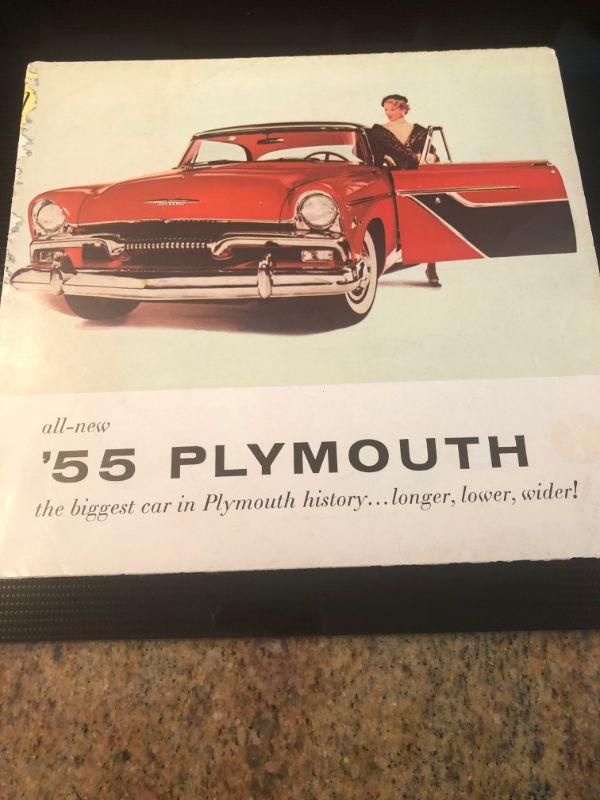 all-new
'55 PLYMOUTH
the biggest car in Plymouth history...longer, lower, wider!